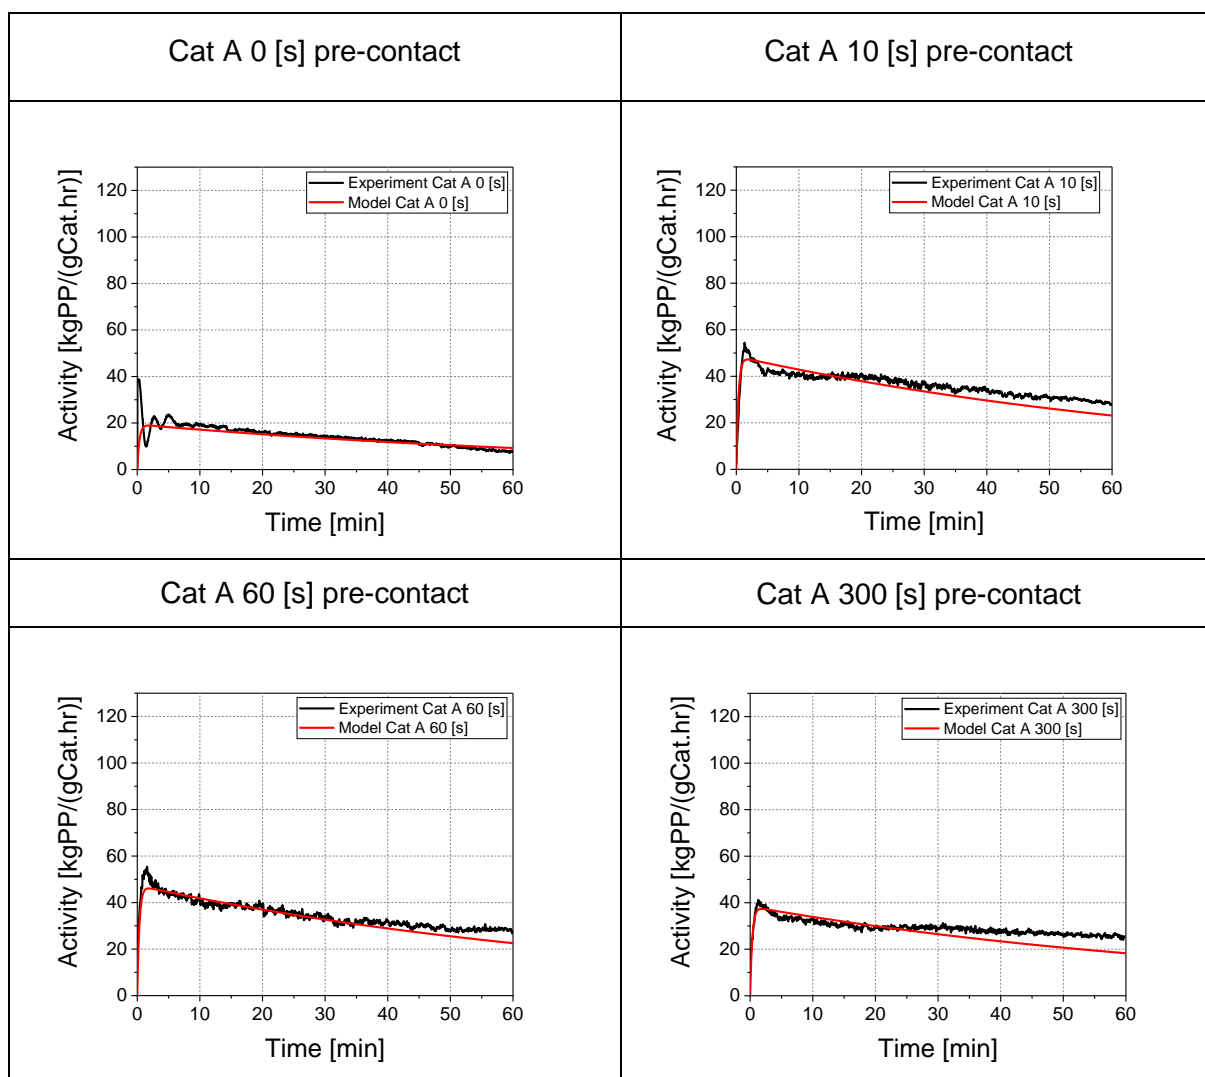 Cat A 0 [s] pre-contact
Cat A 10 [s] pre-contact
Experiment Cat A 0 [s]
Model Cat A 0 [s]
Activity [kgPP/(gCat.hr)]
120
100
80
60
40
20
0
0 10 20 30 40 50 60
Time [min]
Experiment Cat A 10 [s]
Model Cat A 10 [s]
Activity [kgPP/(gCat.hr)]
120
100
80
60
40
20
0
0 10 20 30 40 50 60
Time [min]
Cat A 60 [s] pre-contact
Cat A 300 [s] pre-contact
Experiment Cat A 60 [s]
Model Cat A 60 [s]
Activity [kgPP/(gCat.hr)]
120
100
80
60
40
20
0
0 10 20 30 40 50 60
Time [min]
Experiment Cat A 300 [s]
Model Cat A 300 [s]
Activity [kgPP/(gCat.hr)]
120
100
80
60
40
20
0
0 10 20 30 40 50 60
Time [min]